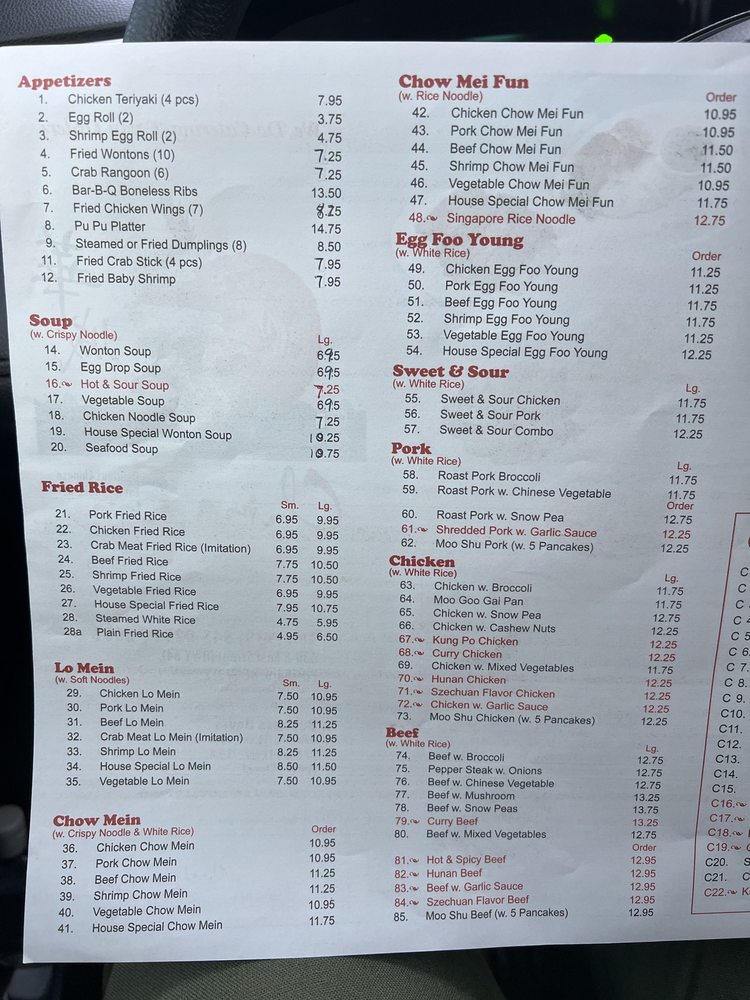 Appetizers
1. Chicken Teriyaki (4 pcs) 7.95
2. Egg Roll (2) 3.75
3. Shrimp Egg Roll (2) 4.75
4. Fried Wontons (10) 7.25
5. Crab Rangoon (6) 7.25
6. Bar-B-Q Boneless Ribs 13.50
7. Fried Chicken Wings (7)
8. Pu Pu Platter 14.75
9. Steamed or Fried Dumplings (8) 8.50
11. Fried Crab Stick (4 pcs) 7.95
12. Fried Baby Shrimp 7.95
Soup
(w. Crispy Noodle) Lg.
14. Wonton Soup 6.95
15. Egg Drop Soup 6.95
16. Hot & Sour Soup 7.25
17. Vegetable Soup 6.95
18. Chicken Noodle Soup 7.25
19. House Special Wonton Soup 10.25
20. Seafood Soup 10.75
Fried Rice
Sm. Lg.
21. Pork Fried Rice 6.95 9.95
22. Chicken Fried Rice 6.95 9.95
23. Crab Meat Fried Rice (Imitation) 6.95 9.95
24. Beef Fried Rice 7.75 10.50
25. Shrimp Fried Rice 7.75 10.50
26. Vegetable Fried Rice 6.95 9.95
27. House Special Fried Rice 7.95 10.75
28. Steamed White Rice 4.75 5.95
28a Plain Fried Rice 4.95 6.50
Lo Mein
(w. Soft Noodles) Sm. Lg.
29. Chicken Lo Mein 7.50 10.95
30. Pork Lo Mein 7.50 10.95
31. Beef Lo Mein 8.25 11.25
32. Crab Meat Lo Mein (Imitation) 7.50 10.95
33. Shrimp Lo Mein 8.25 11.25
34. House Special Lo Mein 8.50 11.50
35. Vegetable Lo Mein 7.50 10.95
Chow Mein
(w. Crispy Noodle & White Rice) Order
36. Chicken Chow Mein 10.95
37. Pork Chow Mein 10.95
38. Beef Chow Mein 11.25
39. Shrimp Chow Mein 11.25
40. Vegetable Chow Mein 10.95
41. House Special Chow Mein 11.75
Chow Mei Fun
(w. Rice Noodle) Order
42. Chicken Chow Mei Fun 10.95
43. Pork Chow Mei Fun 10.95
44. Beef Chow Mei Fun 11.50
45. Shrimp Chow Mei Fun 11.50
46. Vegetable Chow Mei Fun 10.95
47. House Special Chow Mei Fun 11.75
48. Singapore Rice Noodle 12.75
Egg Foo Young
(w. White Rice) Order
49. Chicken Egg Foo Young 11.25
50. Pork Egg Foo Young 11.25
51. Beef Egg Foo Young 11.75
52. Shrimp Egg Foo Young 11.75
53. Vegetable Egg Foo Young 11.25
54. House Special Egg Foo Young 12.25
Sweet & Sour
(w. White Rice) Lg.
55. Sweet & Sour Chicken 11.75
56. Sweet & Sour Pork 11.75
57. Sweet & Sour Combo 12.25
Pork
(w. White Rice) Lg.
58. Roast Pork Broccoli 11.75
59. Roast Pork w. Chinese Vegetable 11.75
Order
60. Roast Pork w. Snow Pea 12.75
61. Shredded Pork w. Garlic Sauce 12.25
62. Moo Shu Pork (w. 5 Pancakes) 12.25
Chicken
(w. White Rice) Lg.
63. Chicken w. Broccoli 11.75
64. Moo Goo Gai Pan 11.75
65. Chicken w. Snow Pea 12.75
66. Chicken w. Cashew Nuts 12.25
67. Kung Po Chicken 12.25
68. Curry Chicken 12.25
69. Chicken w. Mixed Vegetables 11.75
70. Hunan Chicken 12.25
71. Szechuan Flavor Chicken 12.25
72. Chicken w. Garlic Sauce 12.25
73. Moo Shu Chicken (w. 5 Pancakes) 12.25
Beef
(w. White Rice) Lg.
74. Beef w. Broccoli 12.75
75. Pepper Steak w. Onions 12.75
76. Beef w. Chinese Vegetable 12.75
77. Beef w. Mushroom 13.25
78. Beef w. Snow Peas 13.75
79. Curry Beef 13.25
80. Beef w. Mixed Vegetables 12.75
Order
81. Hot & Spicy Beef 12.95
82. Hunan Beef 12.95
83. Beef w. Garlic Sauce 12.95
84. Szechuan Flavor Beef 12.95
85. Moo Shu Beef (w. 5 Pancakes) 12.95
C
C
C
C 4
C 5
C 6.
C 7.
C 8.
C 9.
C10.
C11.
C12.
C13.
C14.
C15.
C16.
C17.
C18.
C19.
C20. S
C21. C
C22. K